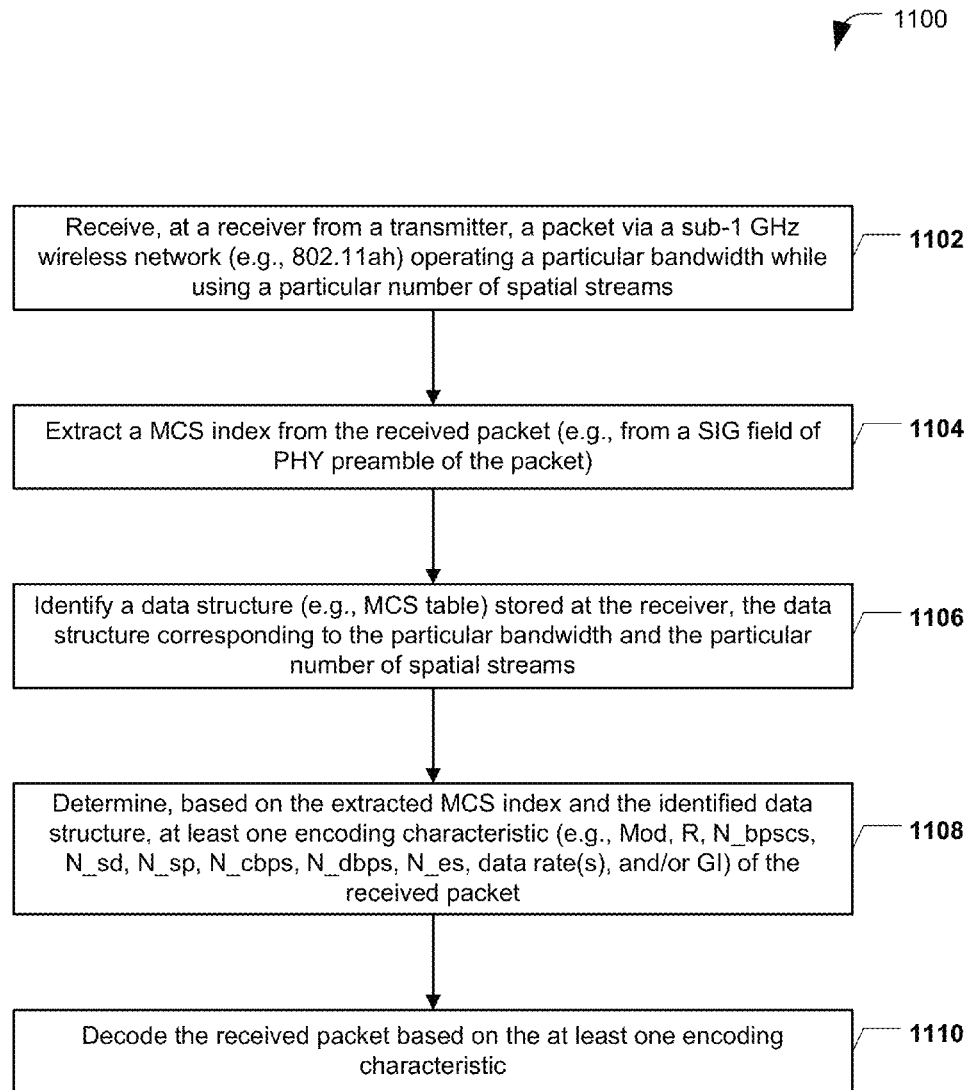 1100
Receive, at a receiver from a transmitter, a packet via a sub-1 GHz
wireless network (e.g., 802.11ah) operating a particular bandwidth while
using a particular number of spatial streams
1102
Extract a MCS index from the received packet (e.g., from a SIG field of
PHY preamble of the packet)
1104
Identify a data structure (e.g., MCS table) stored at the receiver, the data
structure corresponding to the particular bandwidth and the particular
number of spatial streams
1106
Determine, based on the extracted MCS index and the identified data
structure, at least one encoding characteristic (e.g., Mod, R, N_bpscs,
N_sd, N_sp, N_cbps, N_dbps, N_es, data rate(s), and/or GI) of the
received packet
1108
Decode the received packet based on the at least one encoding
characteristic
1110